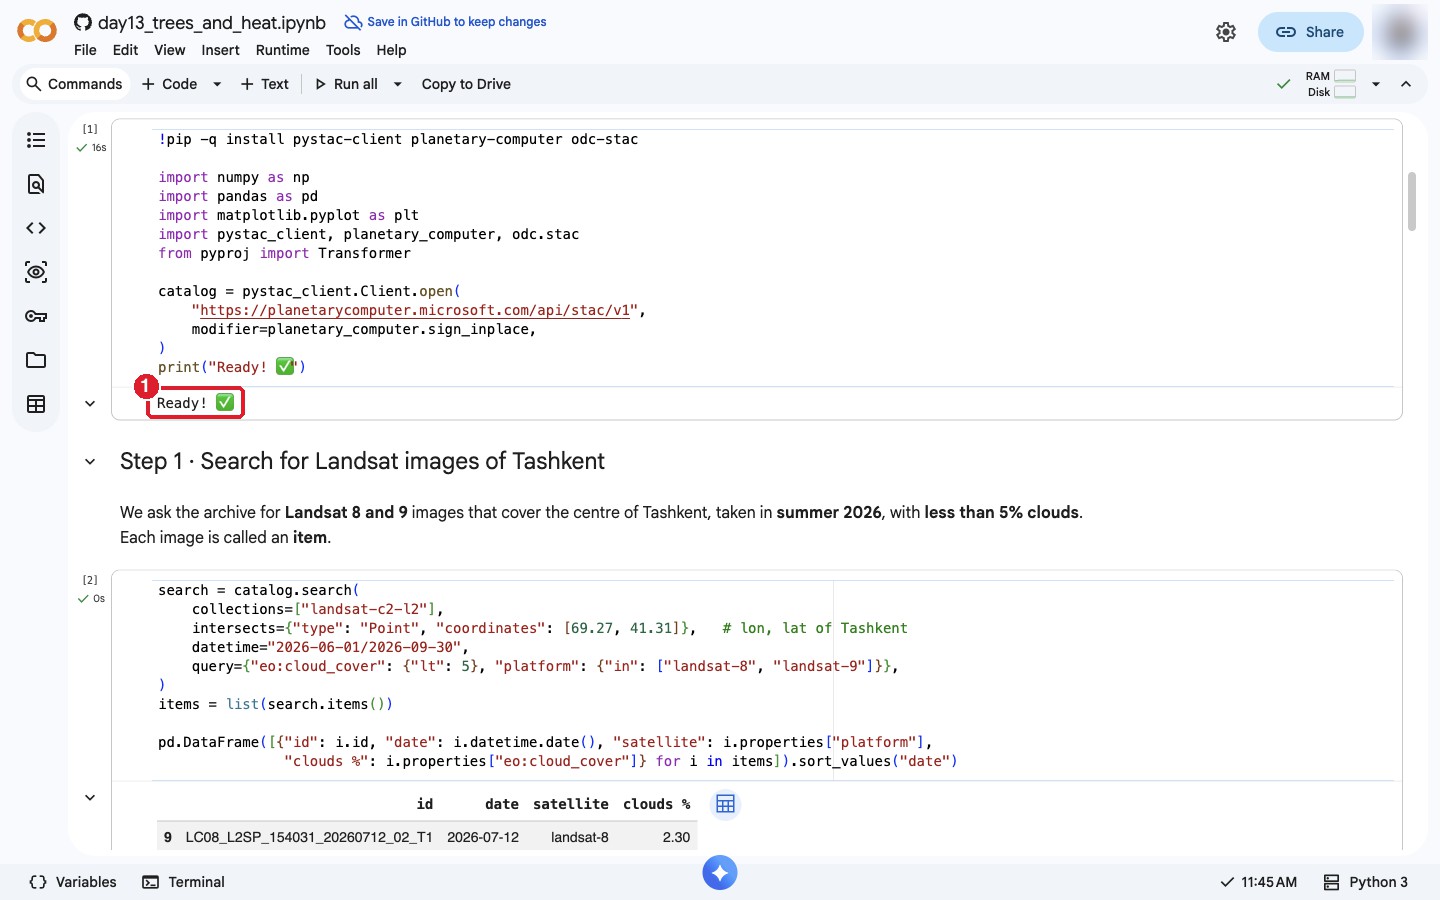 day13_trees_and_heat.ipynb
Save in GitHub to keep changes
Share
File Edit View Insert Runtime Tools Help
Commands + Code + Text Run all Copy to Drive
RAM
Disk
[1]
16s
!pip -q install pystac-client planetary-computer odc-stac
import numpy as np
import pandas as pd
import matplotlib.pyplot as plt
import pystac_client, planetary_computer, odc.stac
from pyproj import Transformer
catalog = pystac_client.Client.open(
"https://planetarycomputer.microsoft.com/api/stac/v1",
modifier=planetary_computer.sign_inplace,
)
print("Ready! ✅")
1
Ready! ✅
Step 1 · Search for Landsat images of Tashkent
We ask the archive for Landsat 8 and 9 images that cover the centre of Tashkent, taken in summer 2026, with less than 5% clouds.
Each image is called an item.
[2]
0s
search = catalog.search(
collections=["landsat-c2-l2"],
intersects={"type": "Point", "coordinates": [69.27, 41.31]}, # lon, lat of Tashkent
datetime="2026-06-01/2026-09-30",
query={"eo:cloud_cover": {"lt": 5}, "platform": {"in": ["landsat-8", "landsat-9"]}},
)
items = list(search.items())
pd.DataFrame([{"id": i.id, "date": i.datetime.date(), "satellite": i.properties["platform"],
"clouds %": i.properties["eo:cloud_cover"]} for i in items]).sort_values("date")
id date satellite clouds %
9 LC08_L2SP_154031_20260712_02_T1 2026-07-12 landsat-8 2.30
Variables Terminal
11:45 AM Python 3